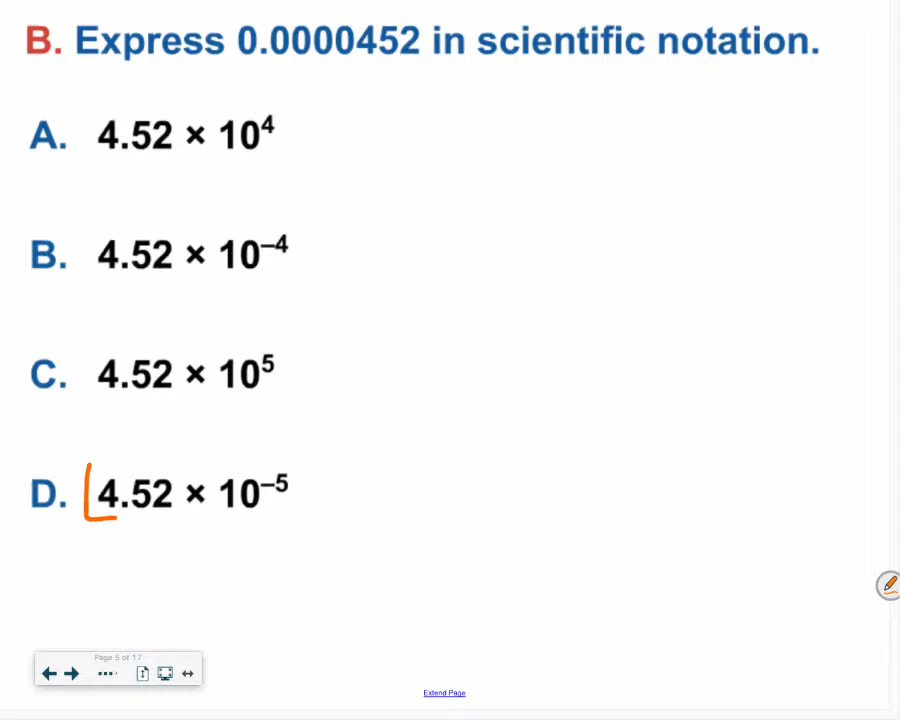 B. Express 0.0000452 in scientific notation.
A. 4.52 × 10⁴
B. 4.52 × 10⁻⁴
C. 4.52 × 10⁵
D. 4.52 × 10⁻⁵
Page 5 of 17
Extend Page